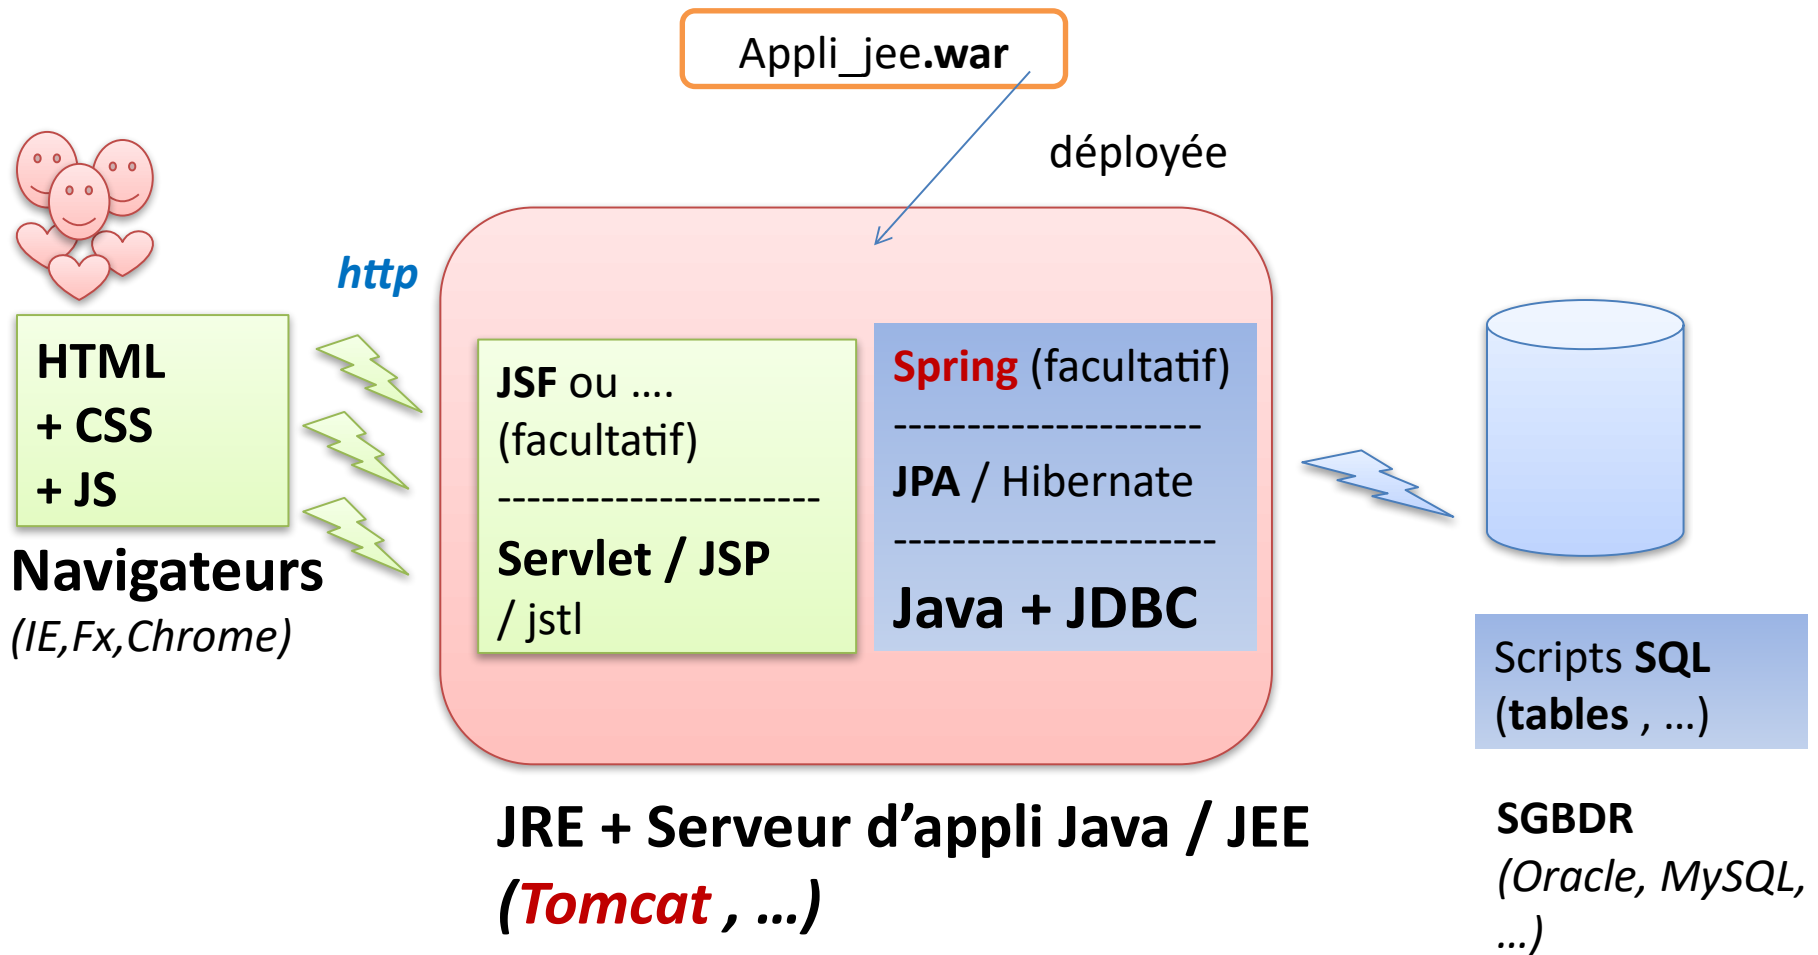 Appli_jee.war
déployée
http
HTML
+ CSS
+ JS
Navigateurs
(IE,Fx,Chrome)
JSF ou ....
(facultatif)
----------------------
Servlet / JSP
/ jstl
Spring (facultatif)
---------------------
JPA / Hibernate
----------------------
Java + JDBC
JRE + Serveur d’appli Java / JEE
(Tomcat , …)
Scripts SQL
(tables , …)
SGBDR
(Oracle, MySQL,
…)